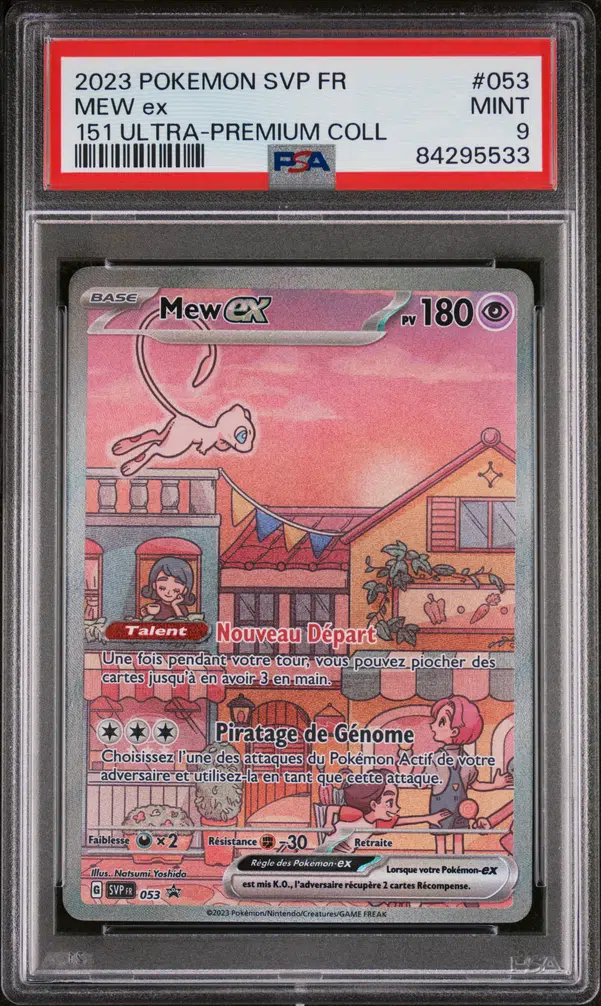 2023 POKEMON SVP FR #053
MEW ex MINT
151 ULTRA-PREMIUM COLL 9
PSA 84295533
BASE Mew ex PV 180
Talent Nouveau Départ
Une fois pendant votre tour, vous pouvez piocher des
cartes jusqu'à en avoir 3 en main.
Piratage de Génome
Choisissez l'une des attaques du Pokémon Actif de votre
adversaire et utilisez-la en tant que cette attaque.
Faiblesse ×2 Résistance -30 Retraite
Règle des Pokémon-ex Lorsque votre Pokémon-ex
est mis K.O., l'adversaire récupère 2 cartes Récompense.
Illus. Natsumi Yoshida
G SVP FR 053
©2023 Pokémon/Nintendo/Creatures/GAME FREAK
PSA